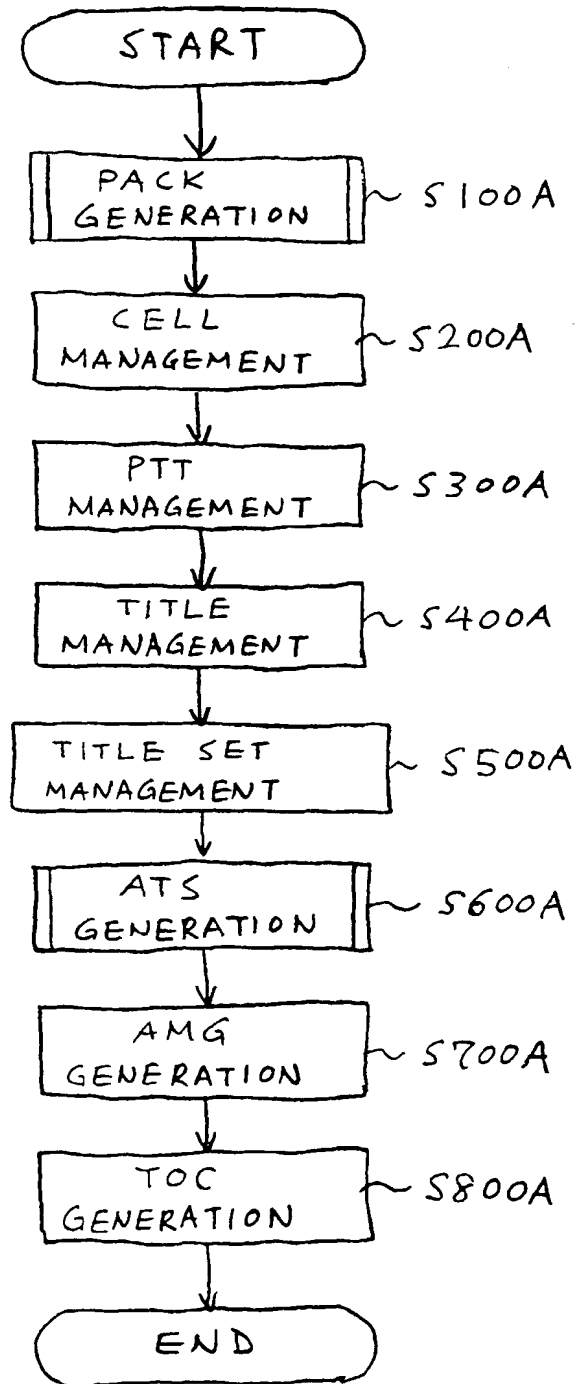 START
PACK
GENERATION
S100A
CELL
MANAGEMENT
S200A
PTT
MANAGEMENT
S300A
TITLE
MANAGEMENT
S400A
TITLE SET
MANAGEMENT
S500A
ATS
GENERATION
S600A
AMG
GENERATION
S700A
TOC
GENERATION
S800A
END